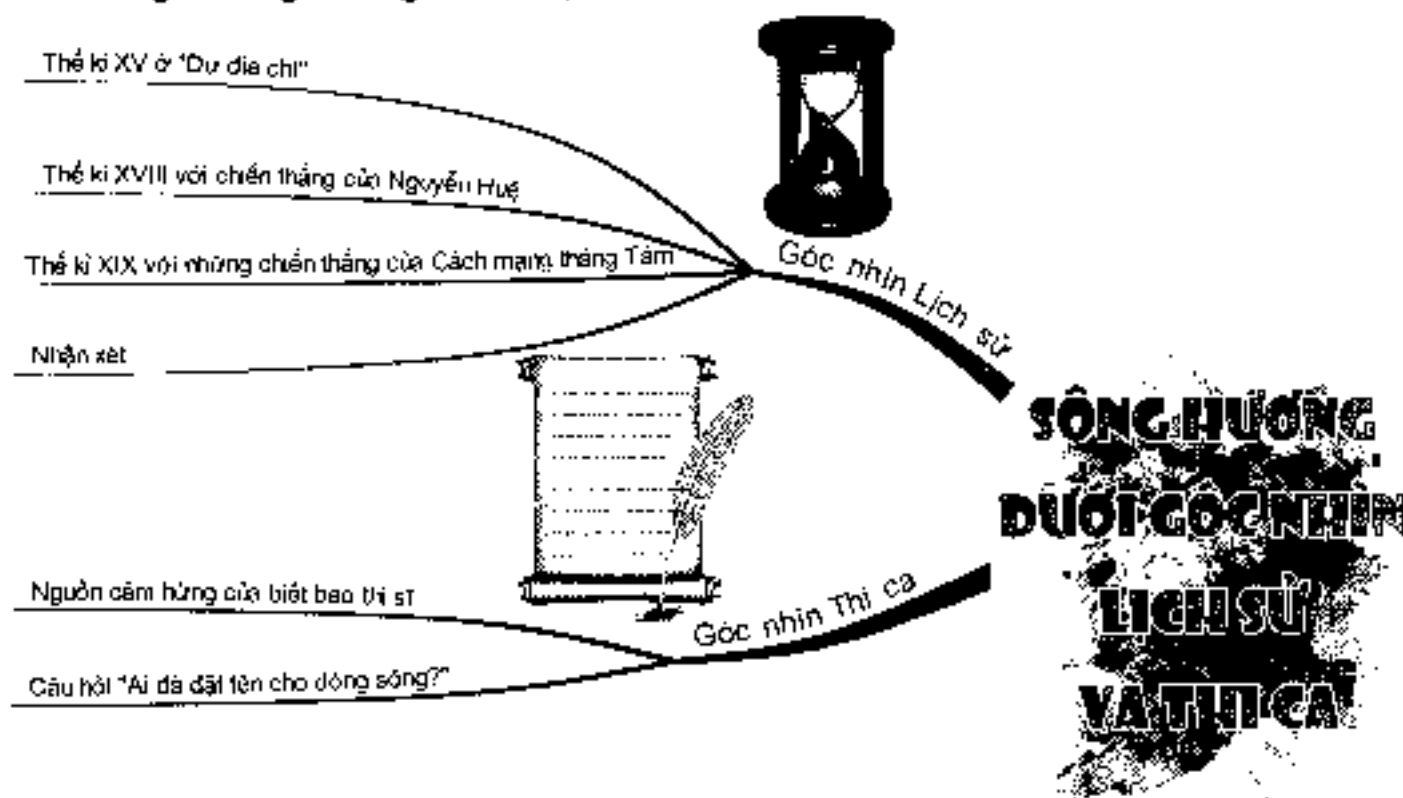 Thế kỉ XV ở "Dư địa chí"
Thế kỉ XVIII với chiến thắng của Nguyễn Huệ
Thế kỉ XIX với những chiến thắng của Cách mạng tháng Tám
Nhận xét
Góc nhìn Lịch sử
SÔNG HƯƠNG
DƯỚI GÓC NHÌN
LỊCH SỬ
VÀ THI CA
Góc nhìn Thi ca
Nguồn cảm hứng của biết bao thi sĩ
Câu hỏi "Ai đã đặt tên cho dòng sông?"